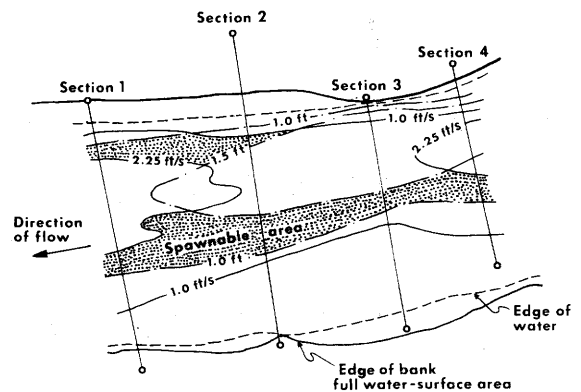 Section 2
Section 4
Section 1
Section 3
1.0 ft
1.0 ft/s
2.25 ft/s
1.5 ft
2.25 ft/s
Direction
of flow
Spawnable area
1.0 ft
1.0 ft/s
Edge of
water
Edge of bank
full water-surface area